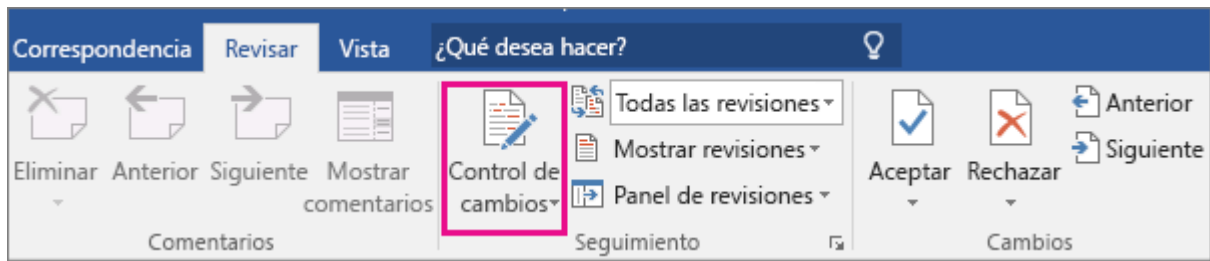 Correspondencia Revisar Vista ¿Qué desea hacer?
Eliminar Anterior Siguiente Mostrar comentarios
Control de cambios
Todas las revisiones
Mostrar revisiones
Panel de revisiones
Aceptar Rechazar
Anterior
Siguiente
Comentarios Seguimiento Cambios